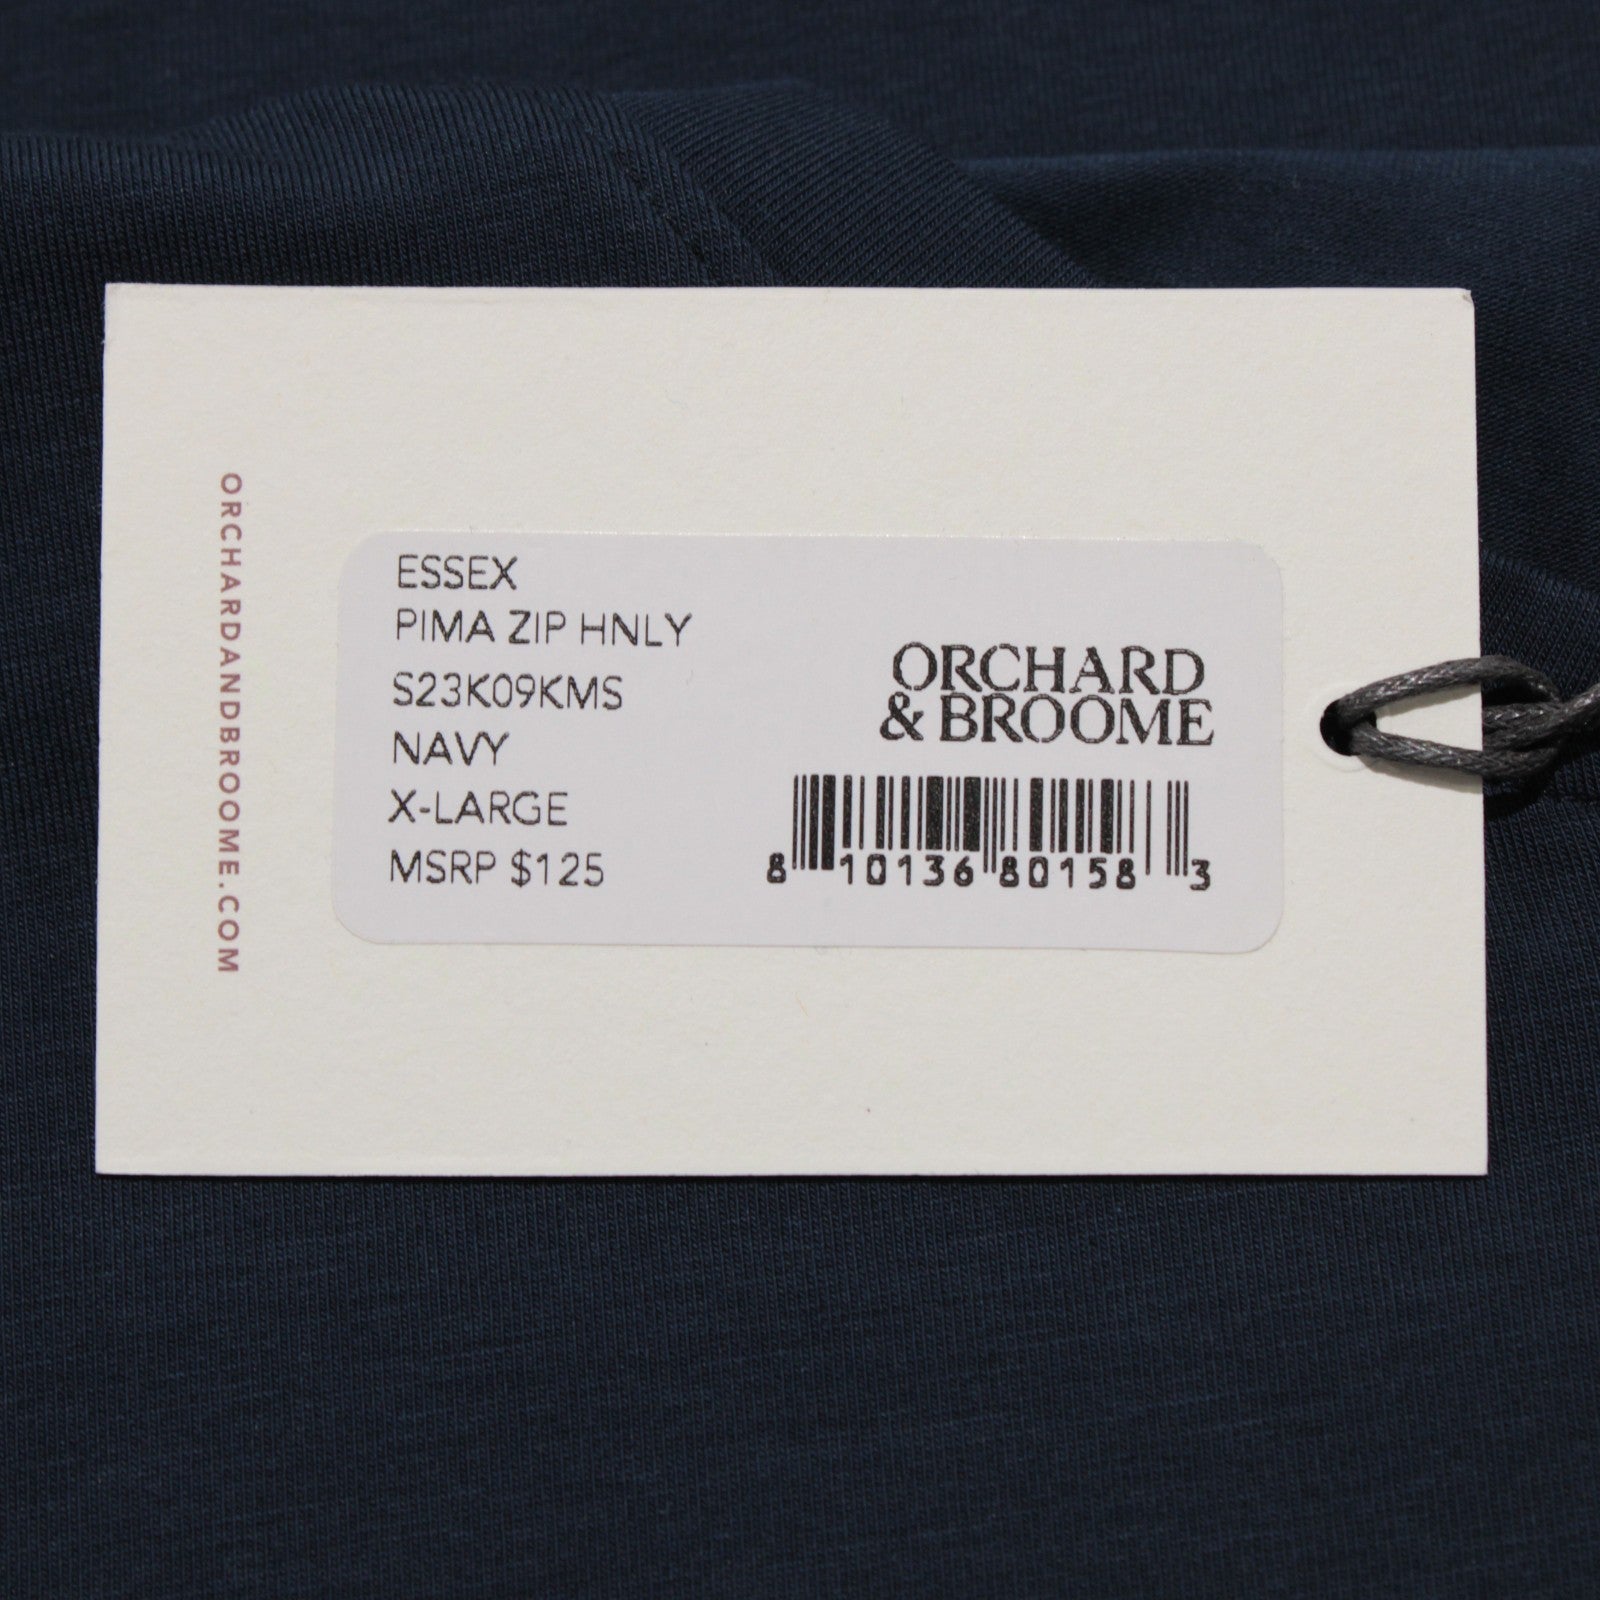 ORCHARDANDBROOME.COM
ESSEX
PIMA ZIP HNLY
S23K09KMS
NAVY
X-LARGE
MSRP $125
ORCHARD
& BROOME
8 10136 80158 3